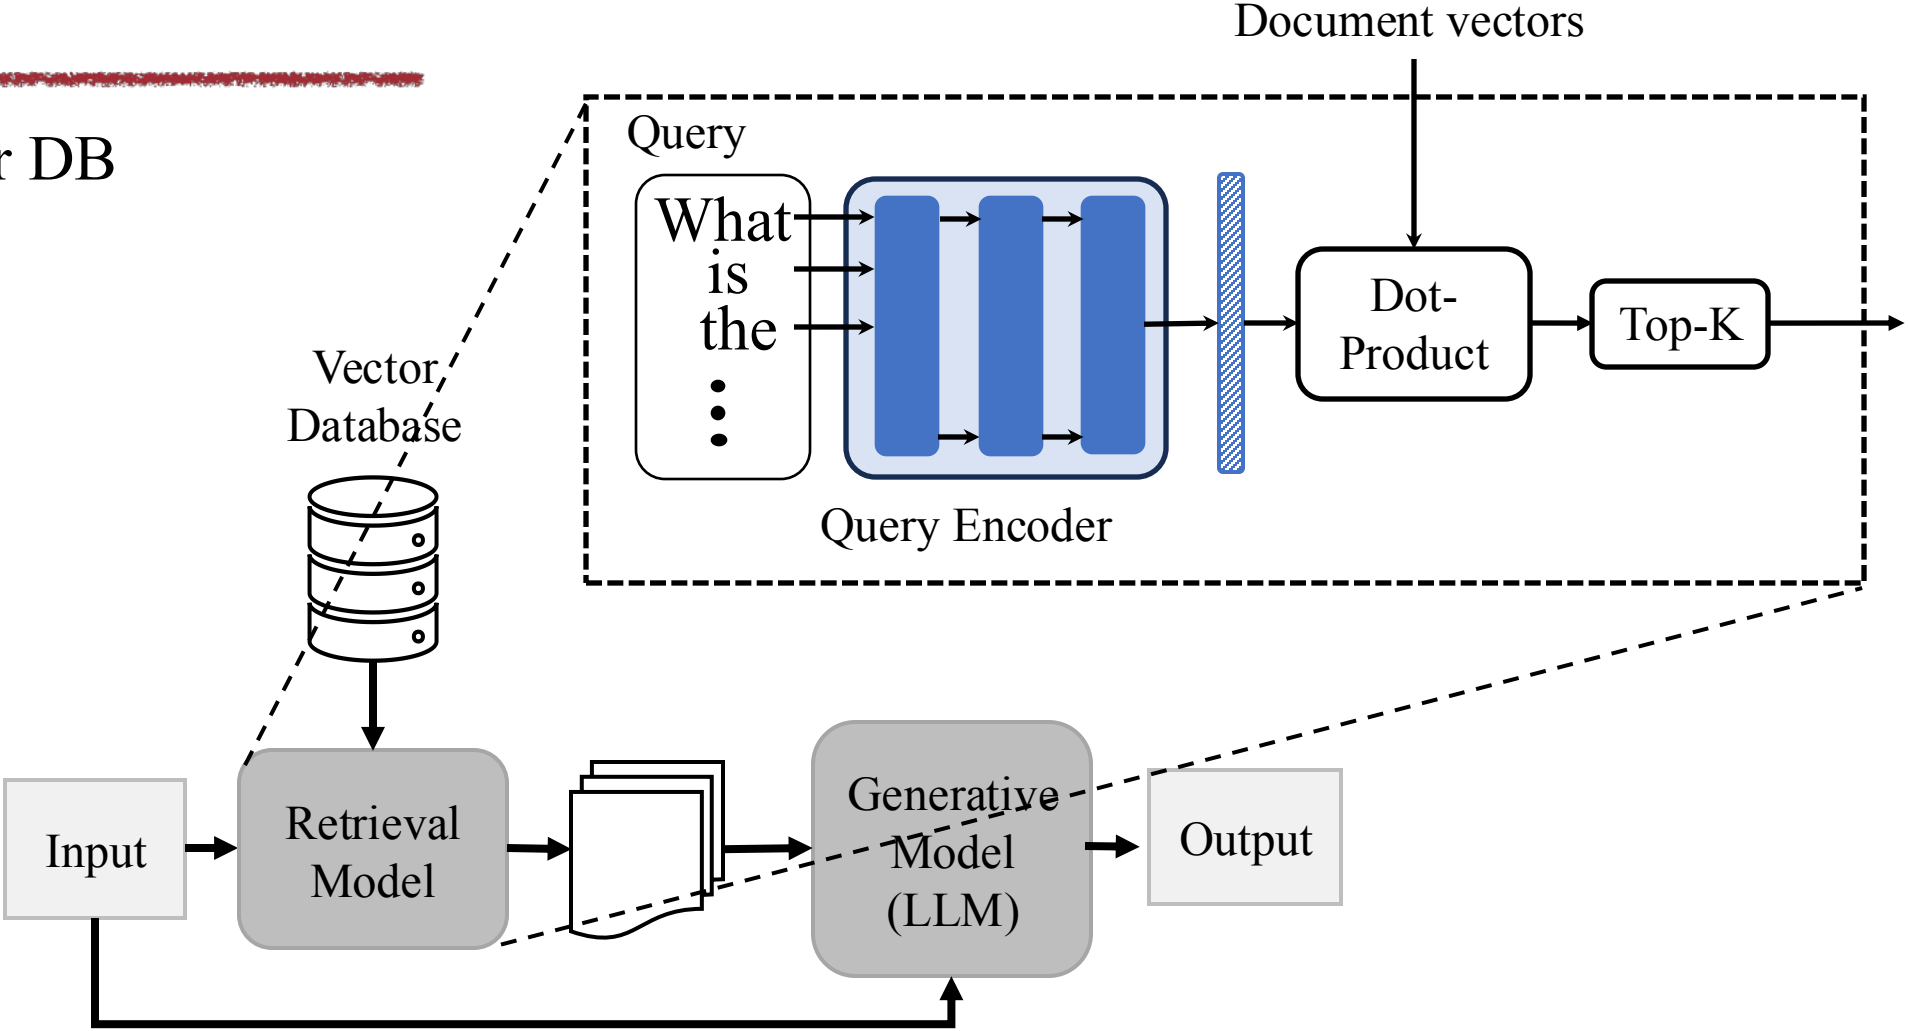 Document vectors
r DB
Query
What
is
the
Query Encoder
Dot-
Product
Top-K
Vector
Database
Input
Retrieval
Model
Generative
Model
(LLM)
Output